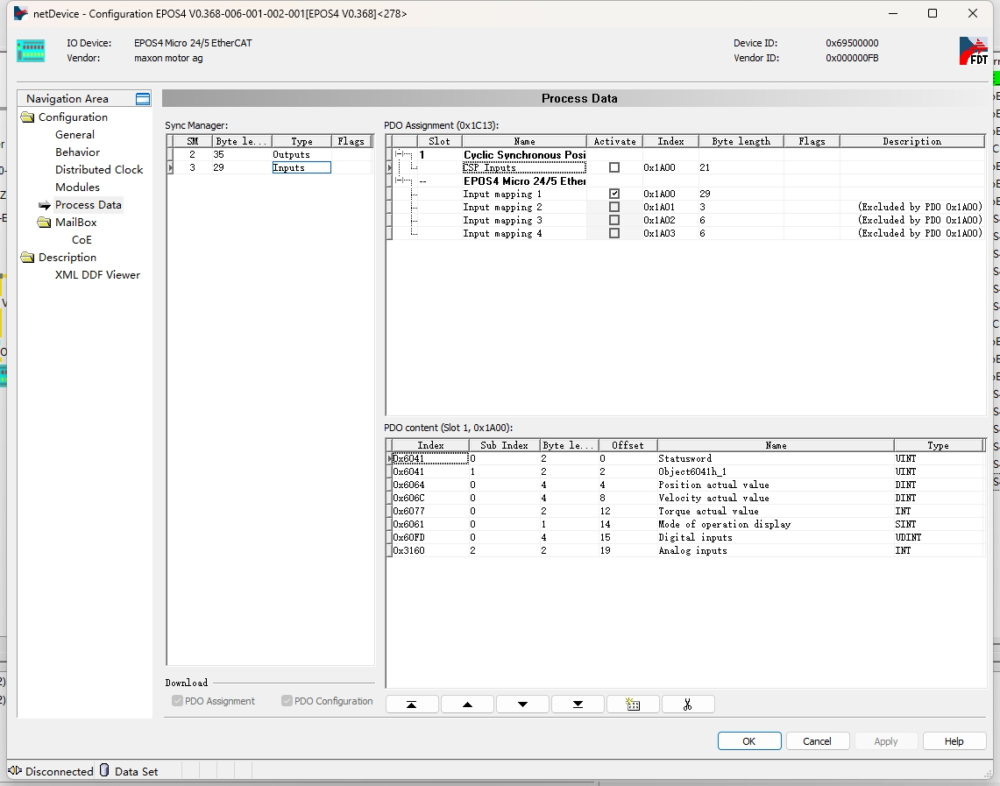 netDevice - Configuration EPOS4 V0.368-006-001-002-001[EPOS4 V0.368]<278>
IO Device: EPOS4 Micro 24/5 EtherCAT Device ID: 0x69500000
Vendor: maxon motor ag Vendor ID: 0x000000FB
FDT
Navigation Area
Configuration
General
Behavior
Distributed Clock
Modules
Process Data
MailBox
CoE
Description
XML DDF Viewer
Process Data
Sync Manager:
SM Byte le... Type Flags
2 35 Outputs
3 29 Inputs
PDO Assignment (0x1C13):
Slot Name Activate Index Byte length Flags Description
1 Cyclic Synchronous Posi
CSP Inputs 0x1A00 21
-- EPOS4 Micro 24/5 Ether
Input mapping 1 0x1A00 29
Input mapping 2 0x1A01 3 (Excluded by PDO 0x1A00)
Input mapping 3 0x1A02 6 (Excluded by PDO 0x1A00)
Input mapping 4 0x1A03 6 (Excluded by PDO 0x1A00)
PDO content (Slot 1, 0x1A00):
Index Sub Index Byte le... Offset Name Type
0x6041 0 2 0 Statusword UINT
0x6041 1 2 2 Object6041h_1 UINT
0x6064 0 4 4 Position actual value DINT
0x606C 0 4 8 Velocity actual value DINT
0x6077 0 2 12 Torque actual value INT
0x6061 0 1 14 Mode of operation display SINT
0x60FD 0 4 15 Digital inputs UDINT
0x3160 2 2 19 Analog inputs INT
Download
PDO Assignment PDO Configuration
OK Cancel Apply Help
Disconnected Data Set